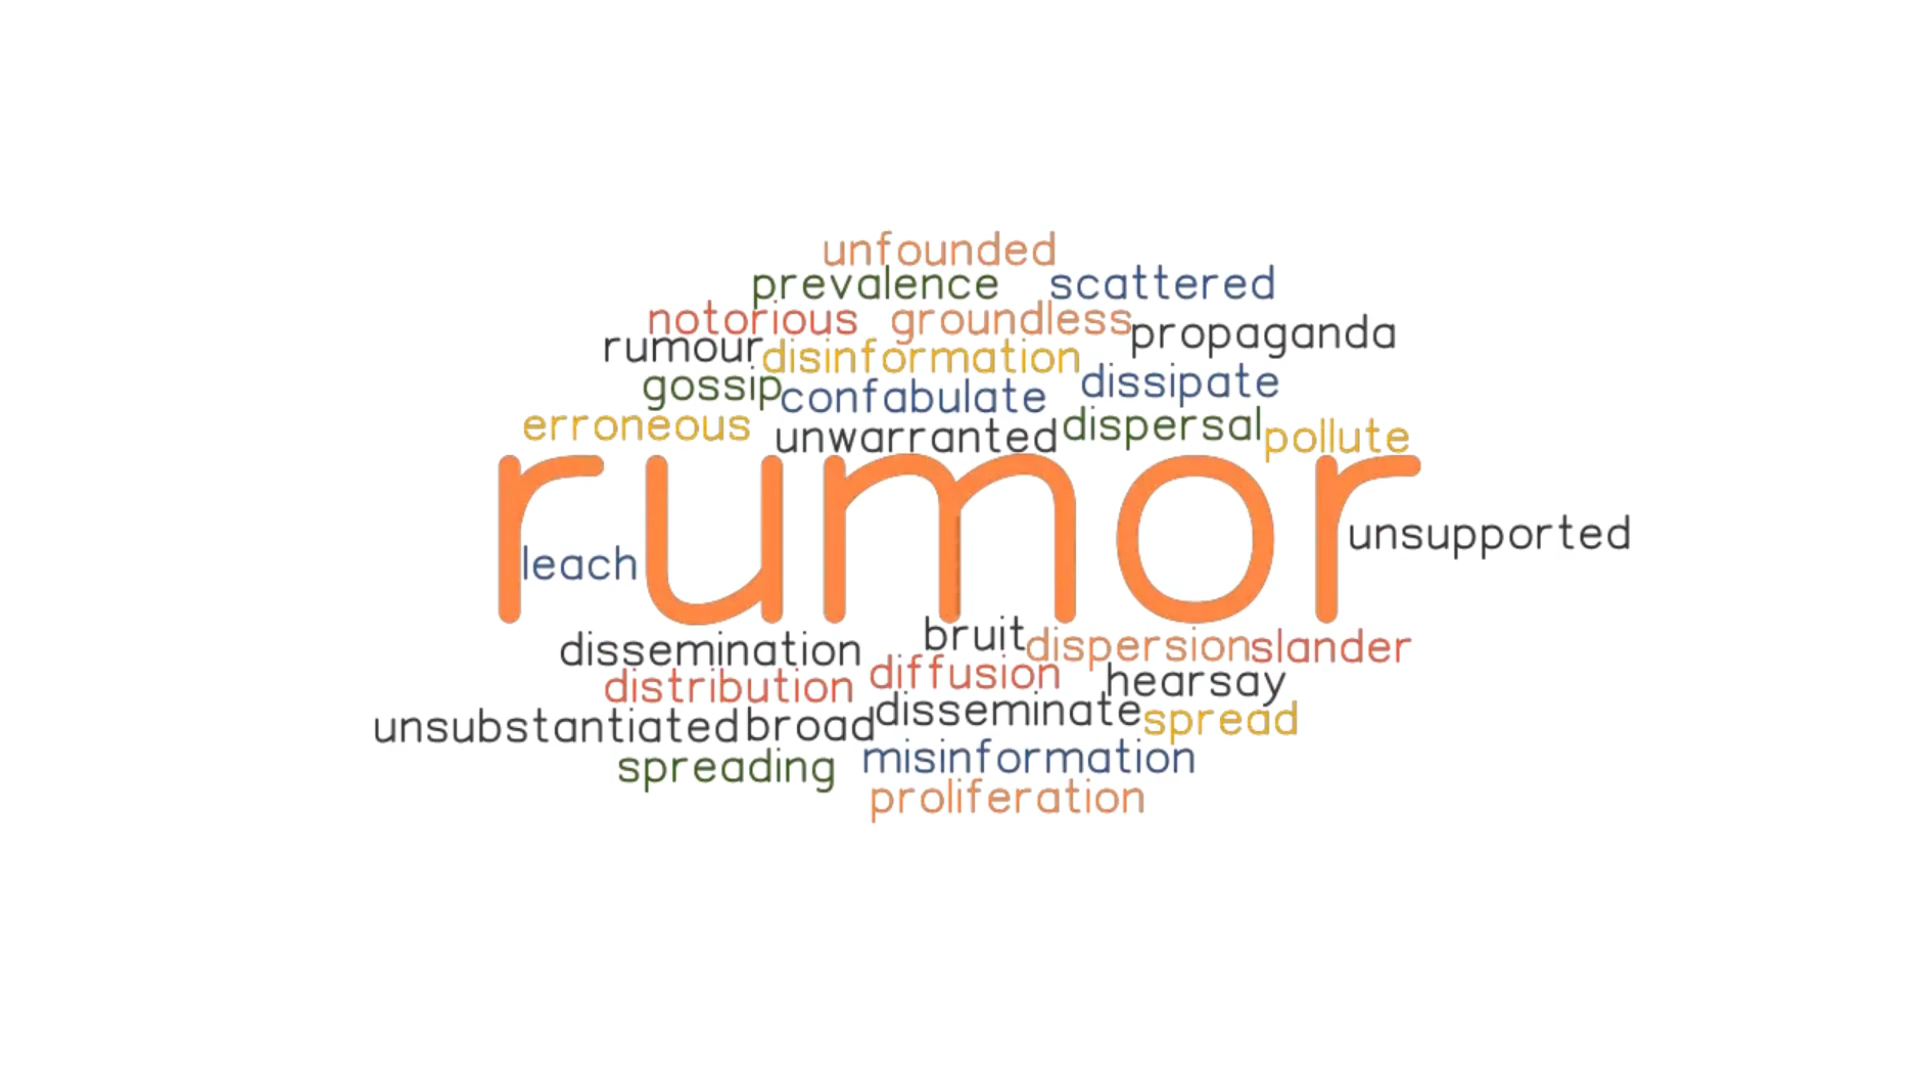 unfounded
prevalence scattered
notorious groundless propaganda
rumour disinformation
gossip confabulate dissipate
erroneous unwarranted dispersal pollute
rumor
unsupported
leach
dissemination bruit dispersion slander
distribution diffusion hearsay
unsubstantiated broad disseminate spread
spreading misinformation
proliferation